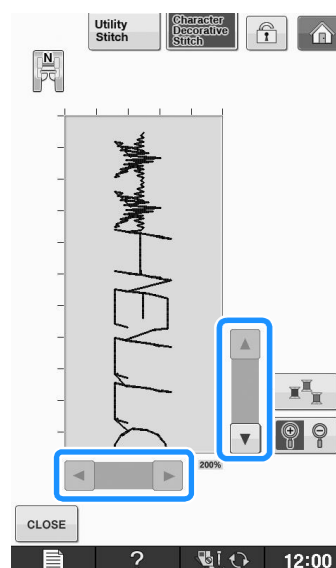 Utility
Stitch
Character
Decorative
Stitch
N
HELLO
200%
CLOSE
?
12:00